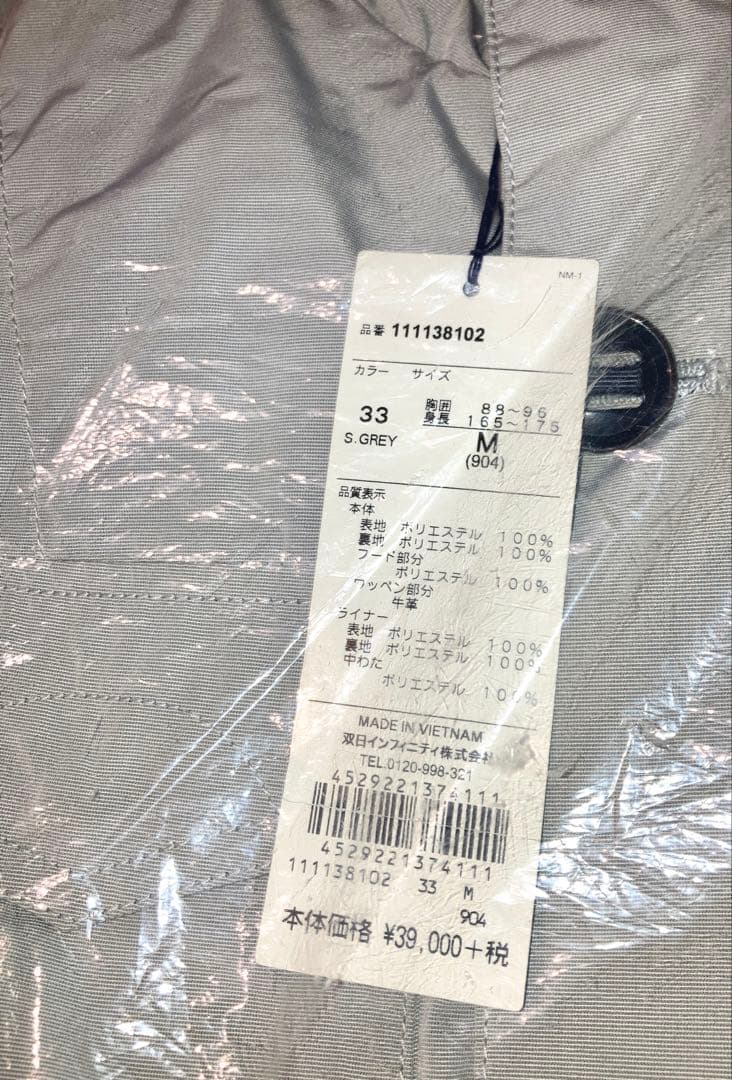 NM-1
品番 111138102
カラー サイズ
33 胸囲 88～96
身長 165～175
S.GREY M
(904)
品質表示
本体
表地 ポリエステル 100%
裏地 ポリエステル 100%
フード部分
ポリエステル 100%
ワッペン部分
牛革
ライナー
表地 ポリエステル 100%
裏地 ポリエステル 100%
中わた
ポリエステル 100%
MADE IN VIETNAM
双日インフィニティ株式会社
TEL.0120-998-321
4529221374111
4529221374111
111138102 33 M
904
本体価格 ¥39,000+税